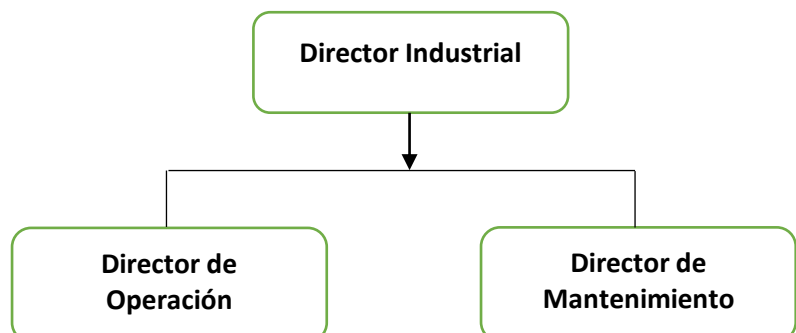 Director Industrial
Director de
Operación
Director de
Mantenimiento